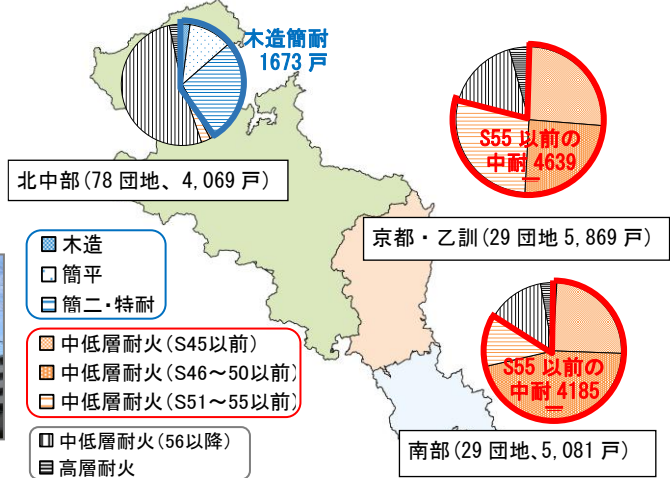 木造簡耐
1673 戸
北中部(78 団地、4,069 戸)
S55 以前の
中耐 4639
京都・乙訓(29 団地 5,869 戸)
木造
簡平
簡二・特耐
中低層耐火(S45以前)
中低層耐火(S46～50以前)
中低層耐火(S51～55以前)
中低層耐火(56以降)
高層耐火
S55 以前の
中耐 4185
南部(29 団地、5,081 戸)